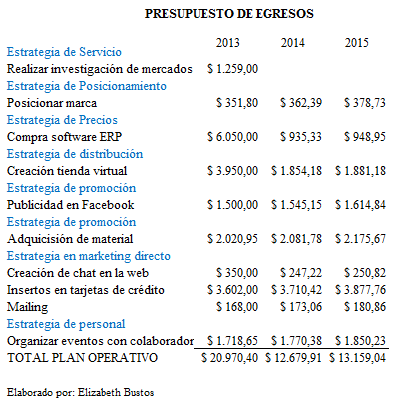 PRESUPUESTO DE EGRESOS
2013 2014 2015
Estrategia de Servicio
Realizar investigación de mercados $ 1.259,00
Estrategia de Posicionamiento
Posicionar marca $ 351,80 $ 362,39 $ 378,73
Estrategia de Precios
Compra software ERP $ 6.050,00 $ 935,33 $ 948,95
Estrategia de distribución
Creación tienda virtual $ 3.950,00 $ 1.854,18 $ 1.881,18
Estrategia de promoción
Publicidad en Facebook $ 1.500,00 $ 1.545,15 $ 1.614,84
Estrategia de promoción
Adquicisión de material $ 2.020,95 $ 2.081,78 $ 2.175,67
Estrategia en marketing directo
Creación de chat en la web $ 350,00 $ 247,22 $ 250,82
Insertos en tarjetas de crédito $ 3.602,00 $ 3.710,42 $ 3.877,76
Mailing $ 168,00 $ 173,06 $ 180,86
Estrategia de personal
Organizar eventos con colaborador $ 1.718,65 $ 1.770,38 $ 1.850,23
TOTAL PLAN OPERATIVO $ 20.970,40 $ 12.679,91 $ 13.159,04
Elaborado por: Elizabeth Bustos